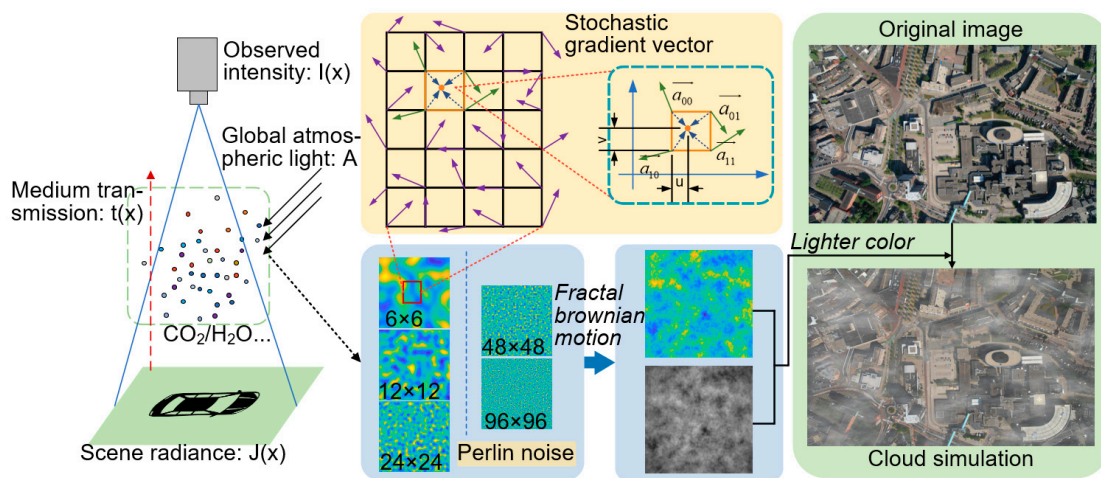 Observed
intensity: I(x)
Global atmos-
pheric light: A
Medium tran-
smission: t(x)
CO₂/H₂O...
Scene radiance: J(x)
Stochastic
gradient vector
a₀₀
a₀₁
a₁₀
a₁₁
v
u
6×6
12×12
24×24
48×48
96×96
Perlin noise
Fractal
brownian
motion
Original image
Lighter color
Cloud simulation